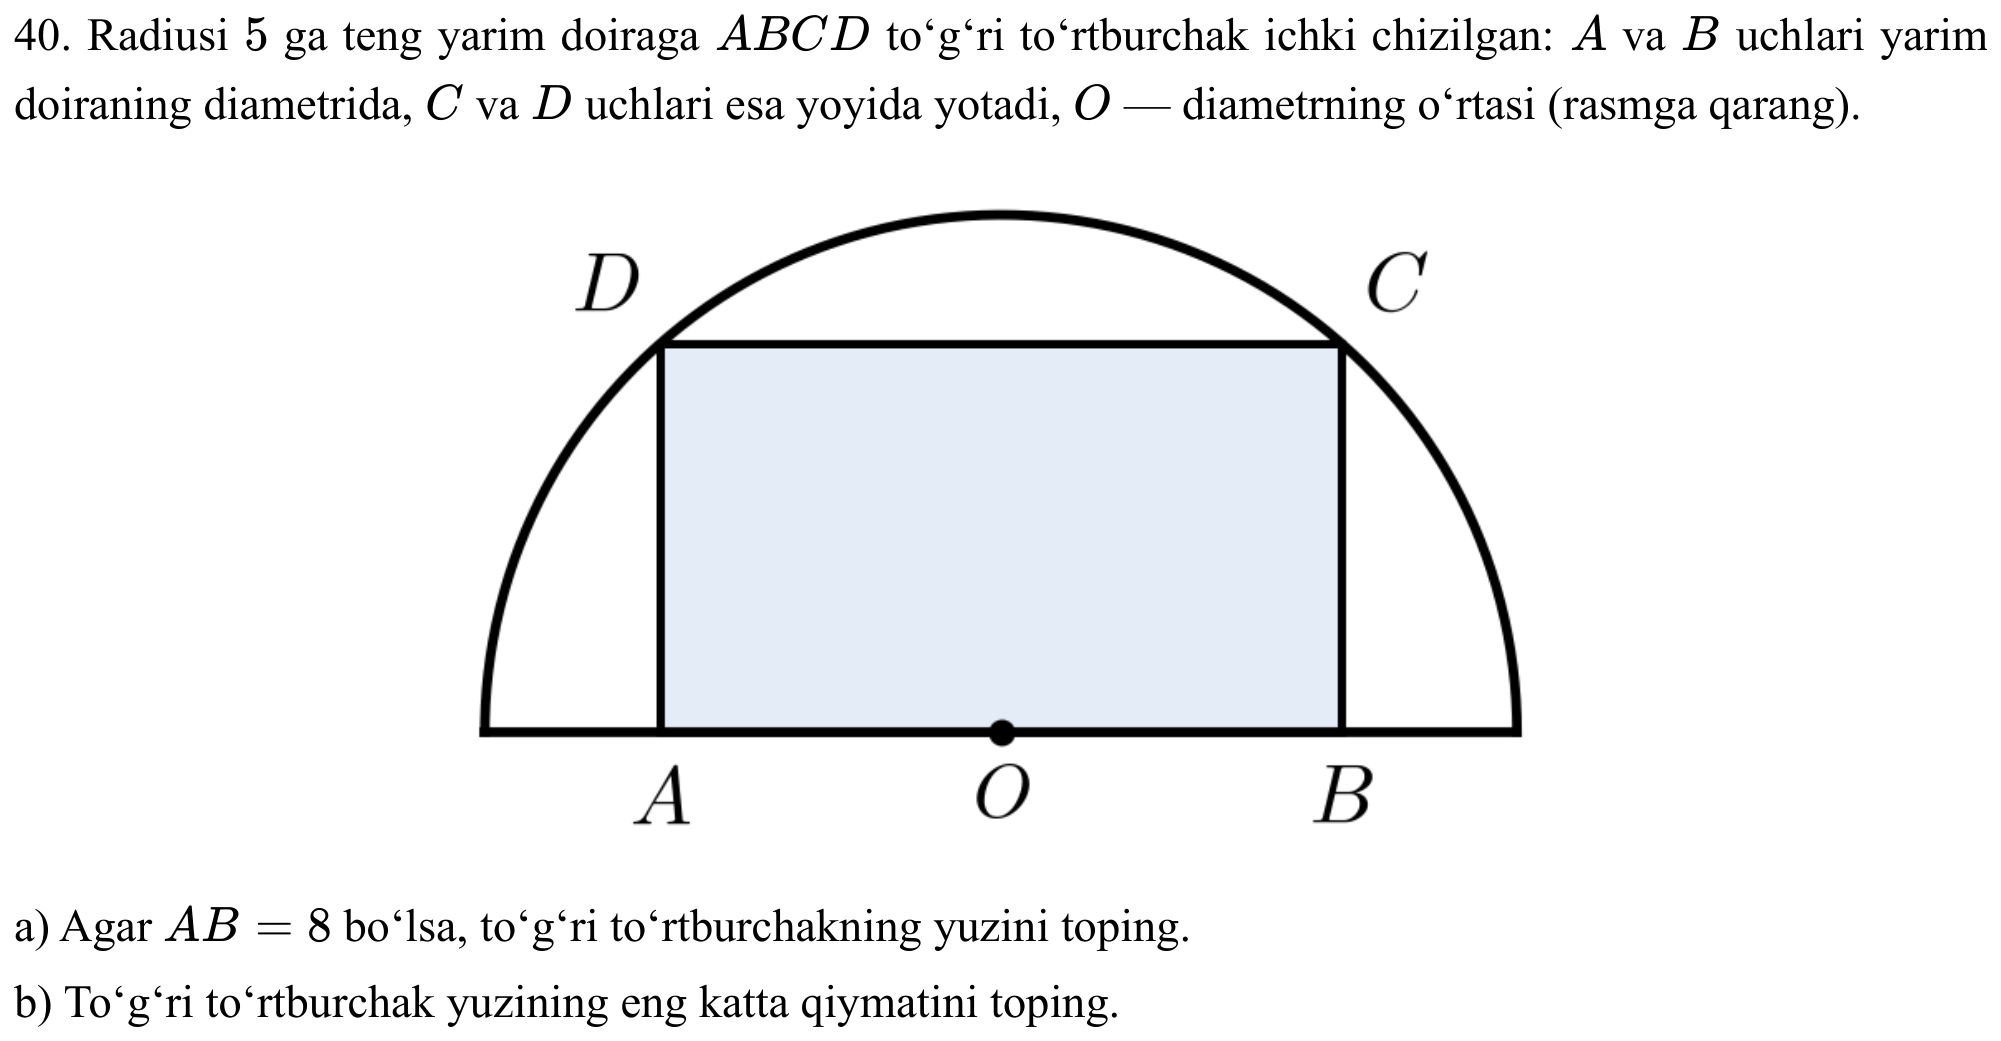 40. Radiusi 5 ga teng yarim doiraga ABCD to‘g‘ri to‘rtburchak ichki chizilgan: A va B uchlari yarim
doiraning diametrida, C va D uchlari esa yoyida yotadi, O — diametrning o‘rtasi (rasmga qarang).
D C
A O B
a) Agar AB = 8 bo‘lsa, to‘g‘ri to‘rtburchakning yuzini toping.
b) To‘g‘ri to‘rtburchak yuzining eng katta qiymatini toping.